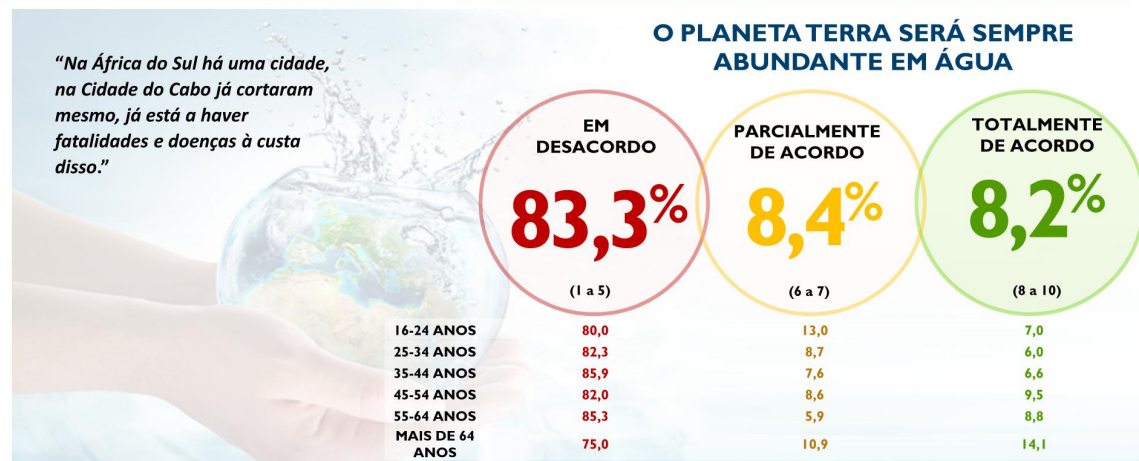 "Na África do Sul há uma cidade,
na Cidade do Cabo já cortaram
mesmo, já está a haver
fatalidades e doenças à custa
disso."
O PLANETA TERRA SERÁ SEMPRE
ABUNDANTE EM ÁGUA
EM
DESACORDO
83,3%
(1 a 5)
PARCIALMENTE
DE ACORDO
8,4%
(6 a 7)
TOTALMENTE
DE ACORDO
8,2%
(8 a 10)
16-24 ANOS 80,0 13,0 7,0
25-34 ANOS 82,3 8,7 6,0
35-44 ANOS 85,9 7,6 6,6
45-54 ANOS 82,0 8,6 9,5
55-64 ANOS 85,3 5,9 8,8
MAIS DE 64
ANOS 75,0 10,9 14,1